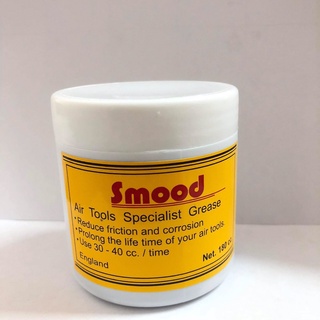 Smood
Air Tools Specialist Grease
• Reduce friction and corrosion
• Prolong the life time of your air tools.
• Use 30 - 40 cc. / time
England
Net. 180 cc